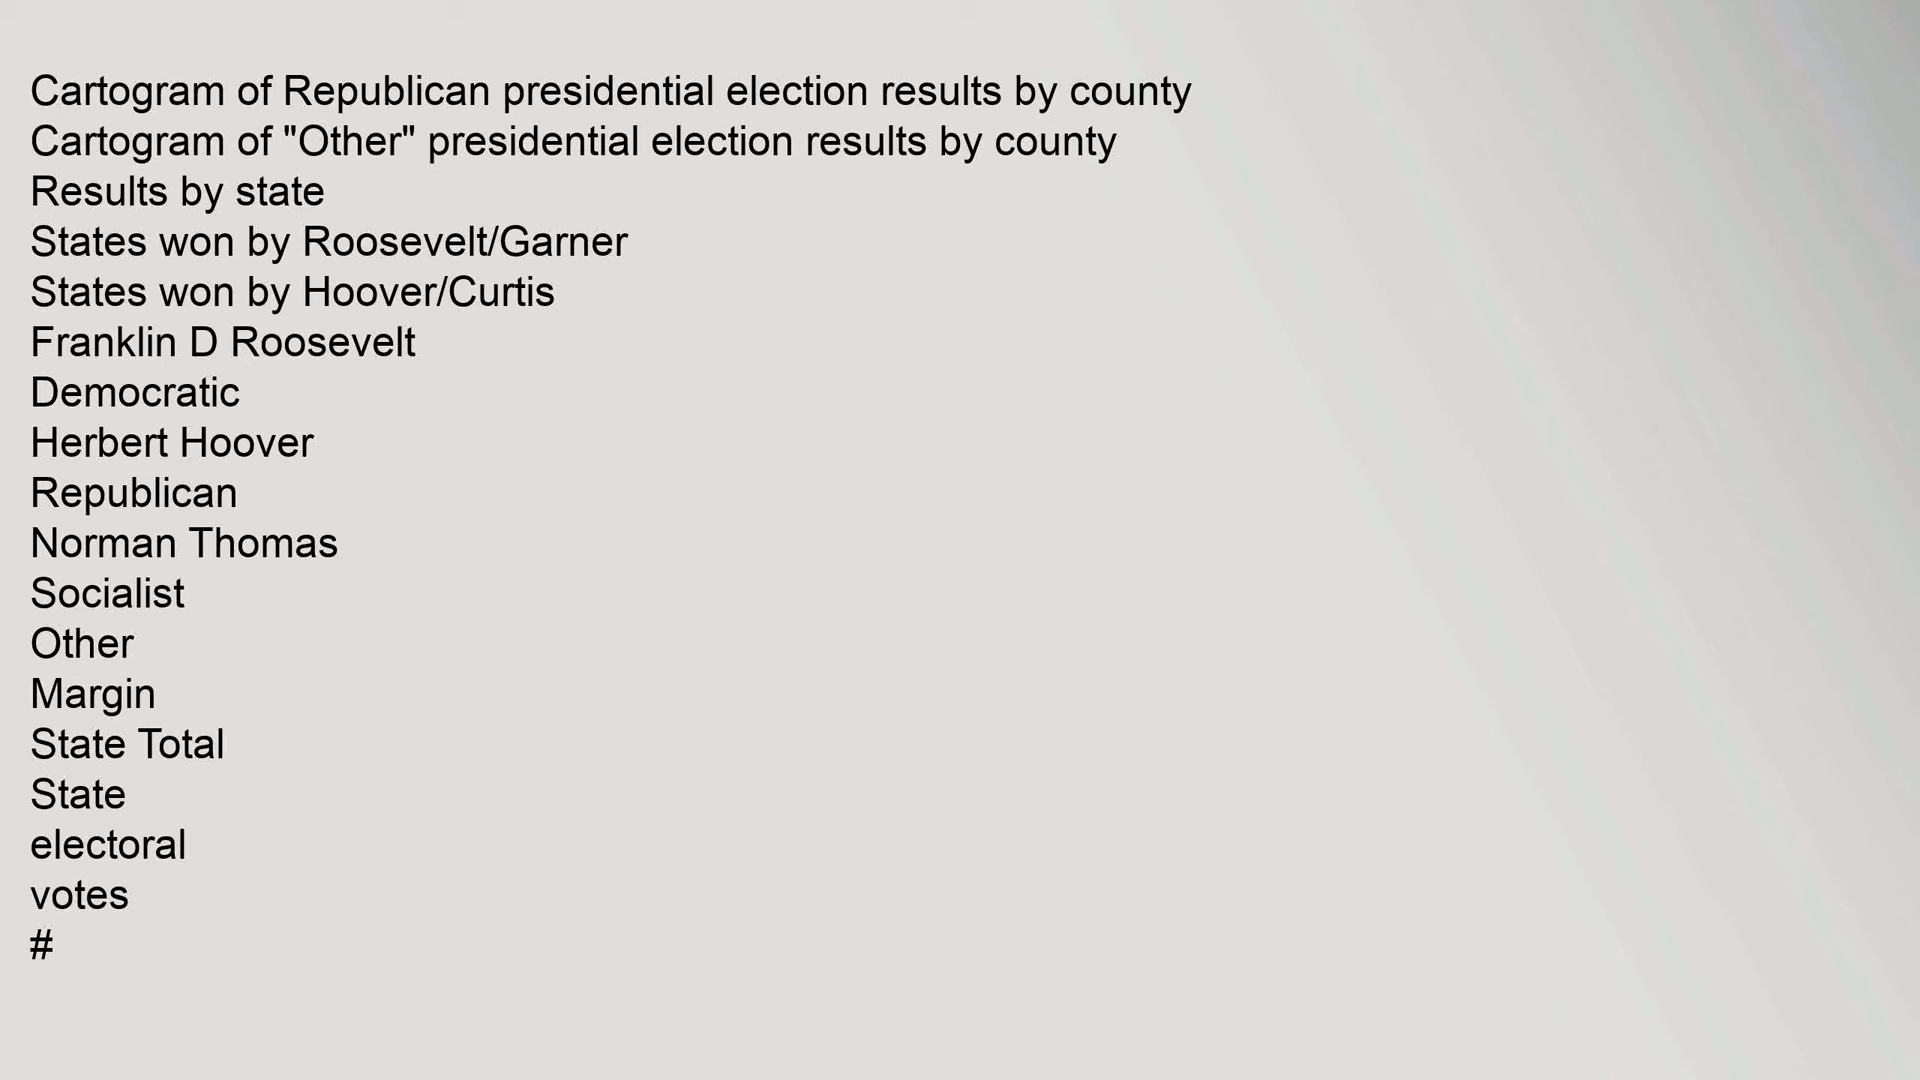 Cartogram of Republican presidential election results by county
Cartogram of "Other" presidential election results by county
Results by state
States won by Roosevelt/Garner
States won by Hoover/Curtis
Franklin D Roosevelt
Democratic
Herbert Hoover
Republican
Norman Thomas
Socialist
Other
Margin
State Total
State
electoral
votes
#